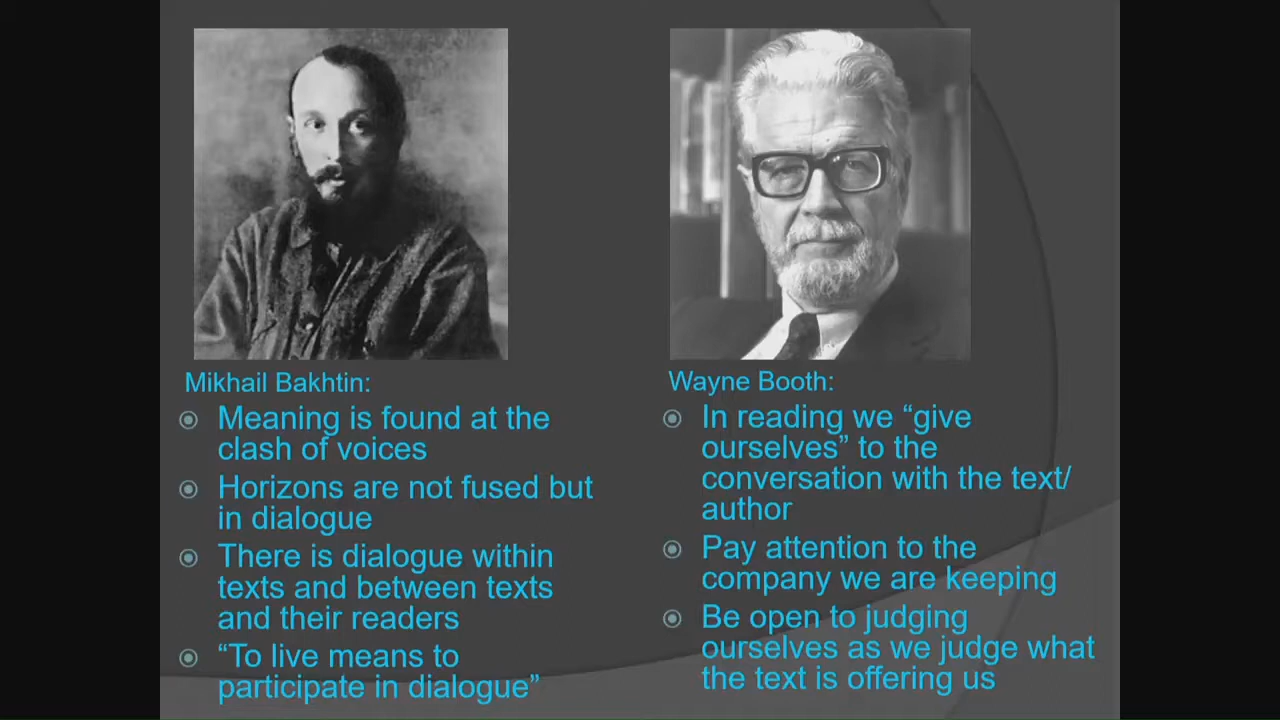 Mikhail Bakhtin:
Meaning is found at the
clash of voices
Horizons are not fused but
in dialogue
There is dialogue within
texts and between texts
and their readers
“To live means to
participate in dialogue”
Wayne Booth:
In reading we “give
ourselves” to the
conversation with the text/
author
Pay attention to the
company we are keeping
Be open to judging
ourselves as we judge what
the text is offering us